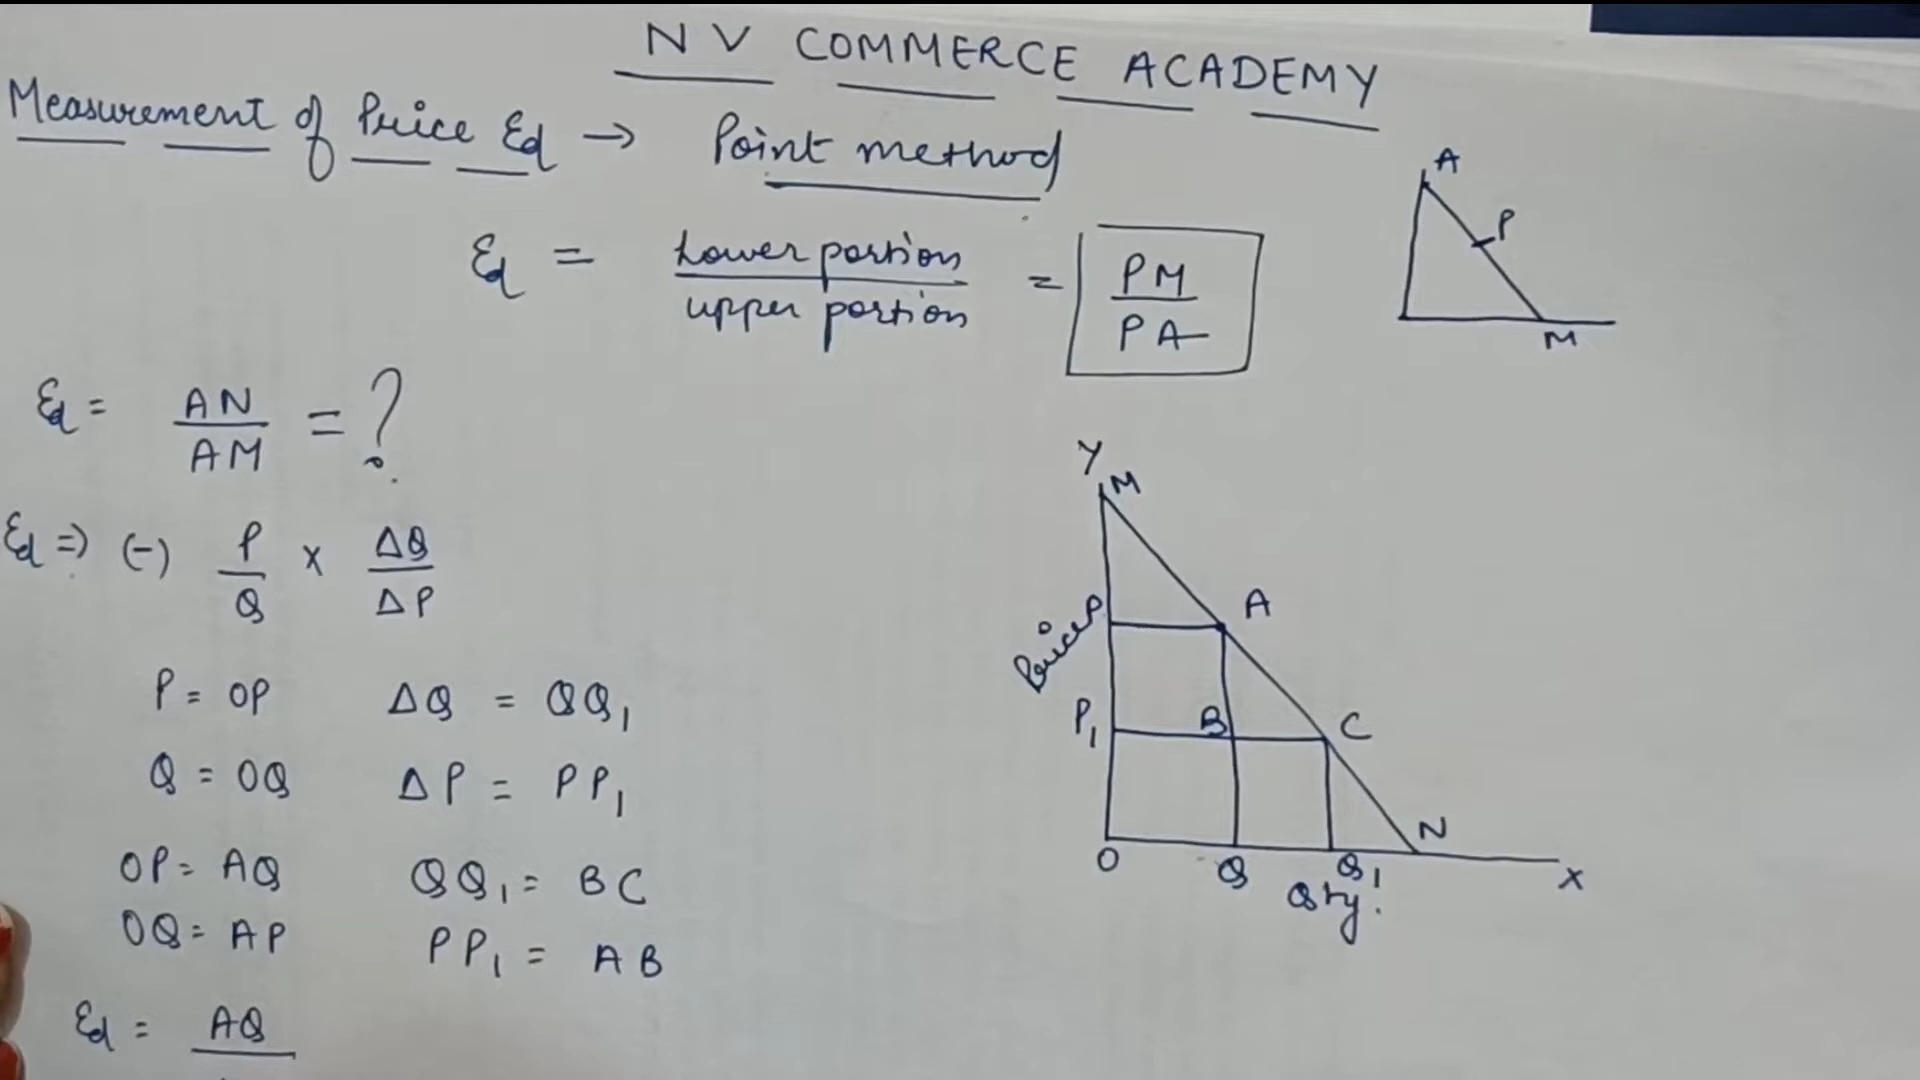 N V COMMERCE ACADEMY
Measurement of Price Ed → Point method
Ed = Lower portion / upper portion = PM / PA
A
P
M
Ed = AN / AM = ?
Ed ⇒ (-) P / Q × ΔQ / ΔP
P = OP ΔQ = QQ1
Q = OQ ΔP = PP1
OP = AQ QQ1 = BC
OQ = AP PP1 = AB
Ed = AQ
Y
M
A
Price P
P1 B C
N
O Q Q1 X
Qty.